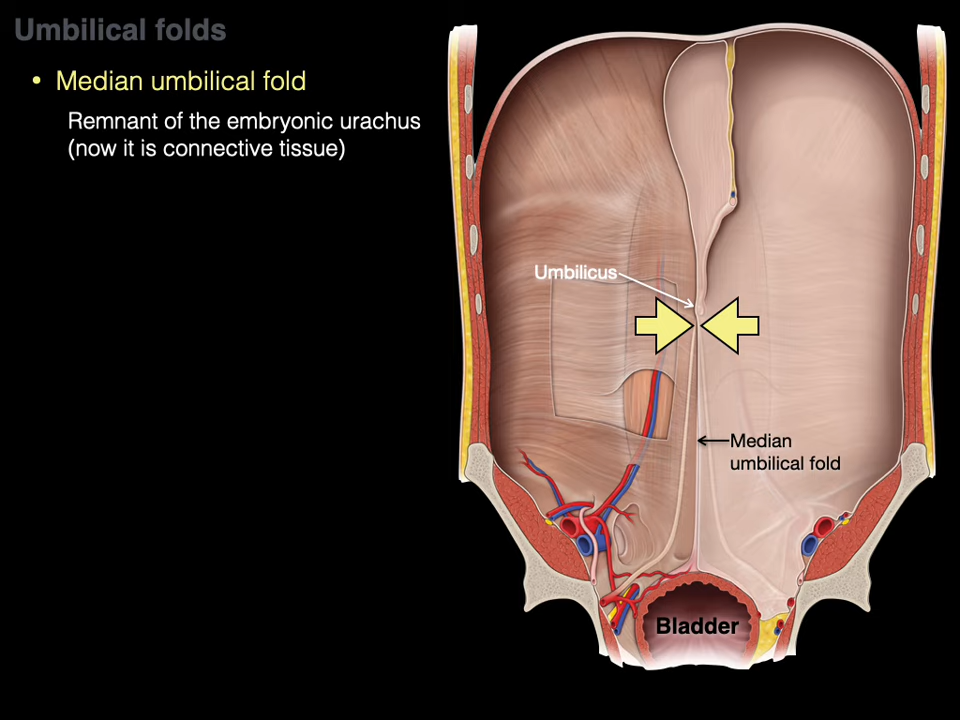 Umbilical folds
• Median umbilical fold
Remnant of the embryonic urachus
(now it is connective tissue)
Umbilicus
Median
umbilical fold
Bladder